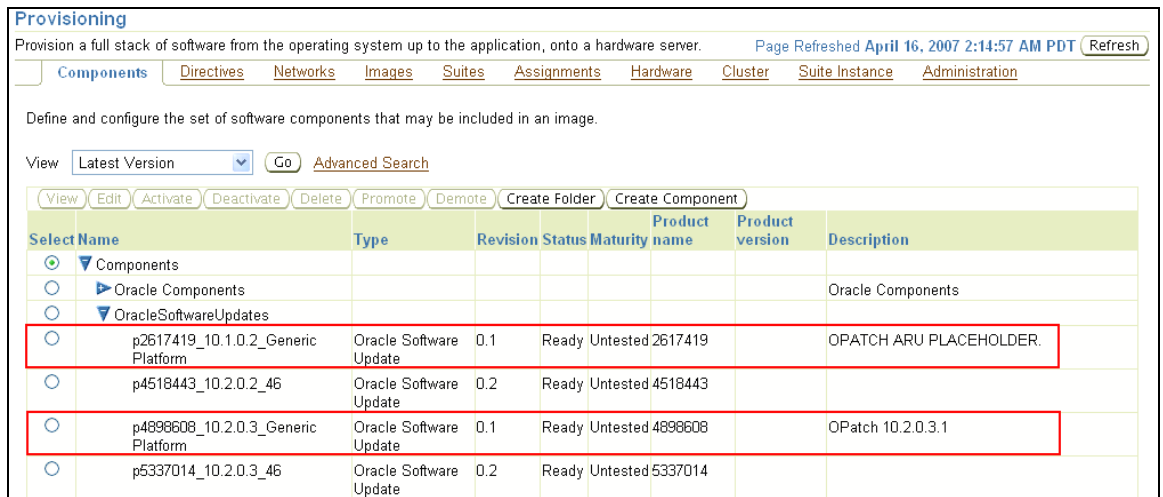 Provisioning
Provision a full stack of software from the operating system up to the application, onto a hardware server. Page Refreshed April 16, 2007 2:14:57 AM PDT Refresh
Components Directives Networks Images Suites Assignments Hardware Cluster Suite Instance Administration
Define and configure the set of software components that may be included in an image.
View Latest Version Go Advanced Search
View Edit Activate Deactivate Delete Promote Demote Create Folder Create Component
Select Name Type Revision Status Maturity Product name Product version Description
Components
Oracle Components Oracle Components
OracleSoftwareUpdates
p2617419_10.1.0.2_Generic Oracle Software 0.1 Ready Untested 2617419 OPATCH ARU PLACEHOLDER.
Platform Update
p4518443_10.2.0.2_46 Oracle Software 0.2 Ready Untested 4518443
Update
p4898608_10.2.0.3_Generic Oracle Software 0.1 Ready Untested 4898608 OPatch 10.2.0.3.1
Platform Update
p5337014_10.2.0.3_46 Oracle Software 0.2 Ready Untested 5337014
Update